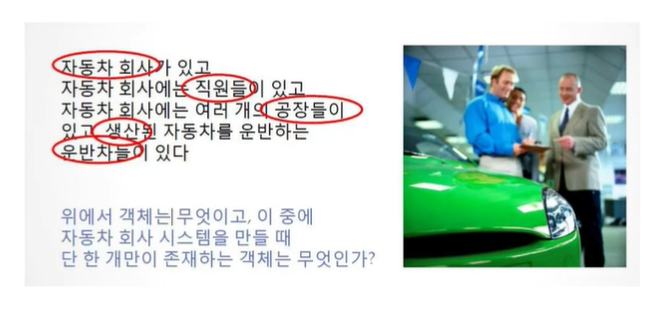 자동차 회사가 있고
자동차 회사에는 직원들이 있고
자동차 회사에는 여러 개의 공장들이
있고 생산된 자동차를 운반하는
운반차들이 있다
위에서 객체는 무엇이고, 이 중에
자동차 회사 시스템을 만들 때
단 한 개만이 존재하는 객체는 무엇인가?